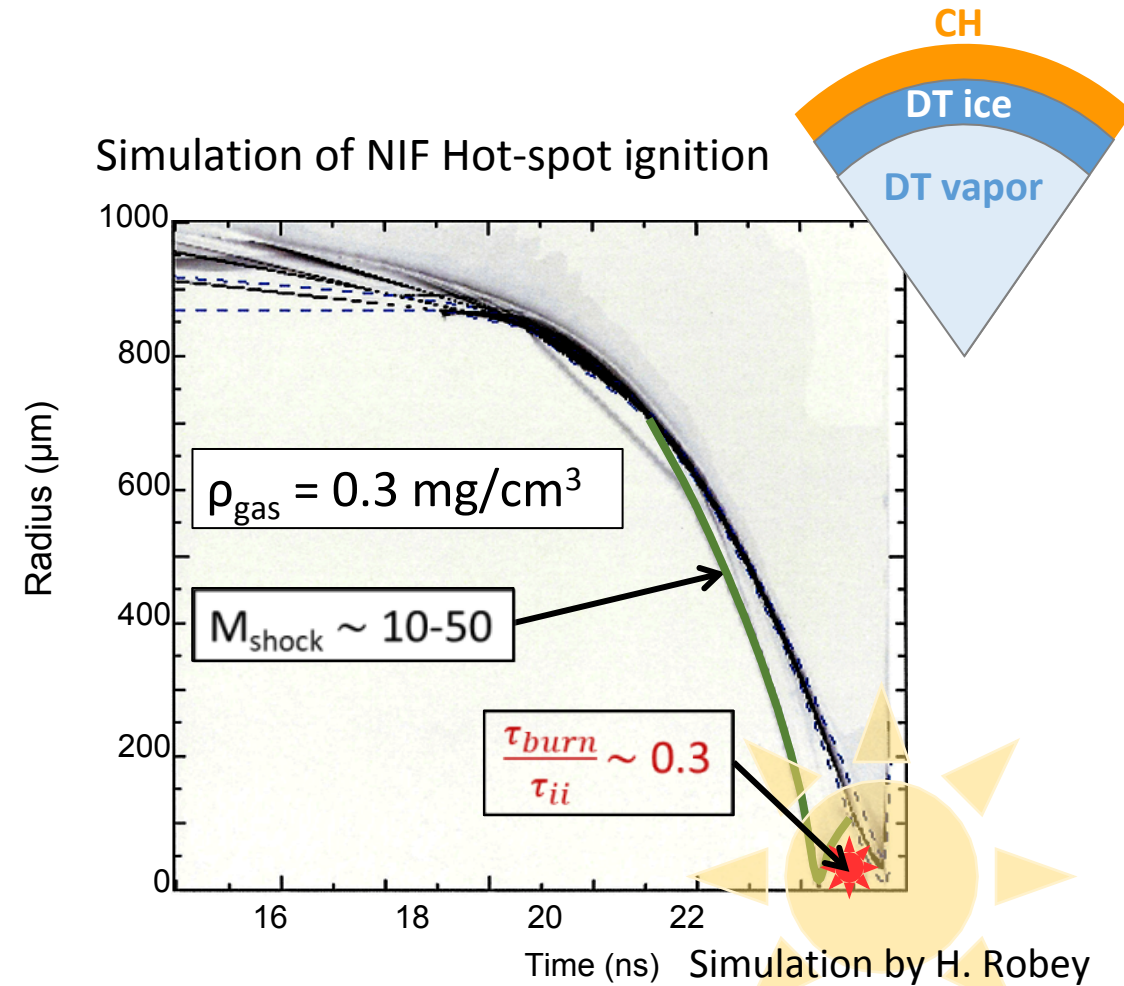 CH
DT ice
DT vapor
Simulation of NIF Hot-spot ignition
1000
800
600
400
200
0
Radius (μm)
ρgas = 0.3 mg/cm³
Mshock ~ 10-50
τburn/τii ~ 0.3
16 18 20 22
Time (ns)
Simulation by H. Robey